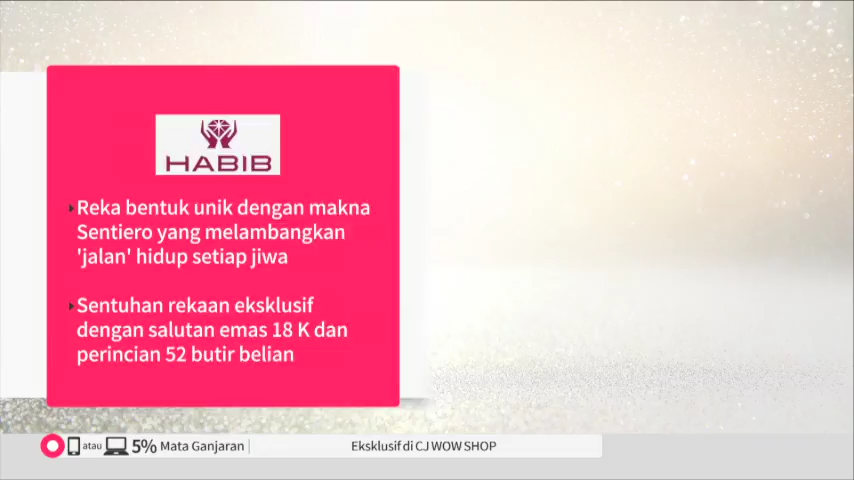 HABIB
Reka bentuk unik dengan makna
Sentiero yang melambangkan
'jalan' hidup setiap jiwa
Sentuhan rekaan eksklusif
dengan salutan emas 18 K dan
perincian 52 butir belian
atau 5% Mata Ganjaran Eksklusif di CJ WOW SHOP